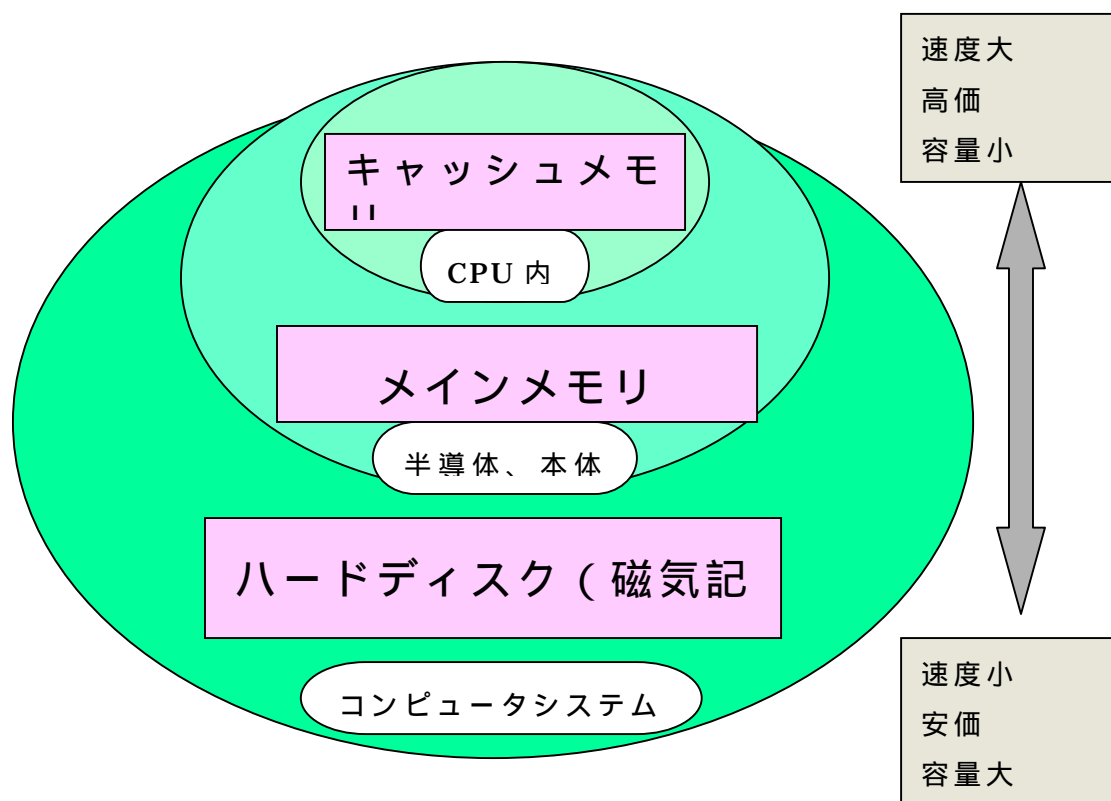 速度大
高価
容量小
キャッシュメモ
リ
CPU 内
メインメモリ
半導体、本体
ハードディスク（磁気記
コンピュータシステム
速度小
安価
容量大